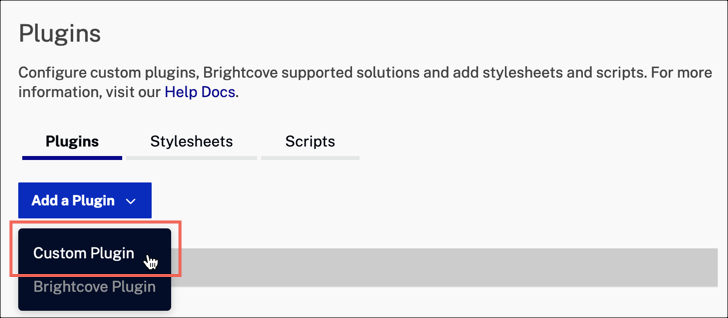 Plugins
Configure custom plugins, Brightcove supported solutions and add stylesheets and scripts. For more
information, visit our Help Docs.
Plugins Stylesheets Scripts
Add a Plugin
Custom Plugin
Brightcove Plugin